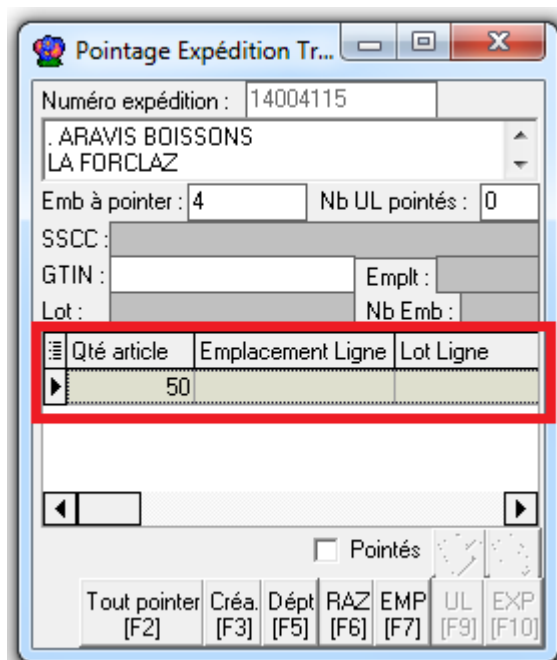 Pointage Expédition Tr...
Numéro expédition : 14004115
. ARAVIS BOISSONS
LA FORCLAZ
Emb à pointer : 4 Nb UL pointés : 0
SSCC :
GTIN : Emplt :
Lot : Nb Emb :
Qté article Emplacement Ligne Lot Ligne
50
Pointés
Tout pointer [F2] Créa. [F3] Dépt [F5] RAZ [F6] EMP [F7] UL [F9] EXP [F10]